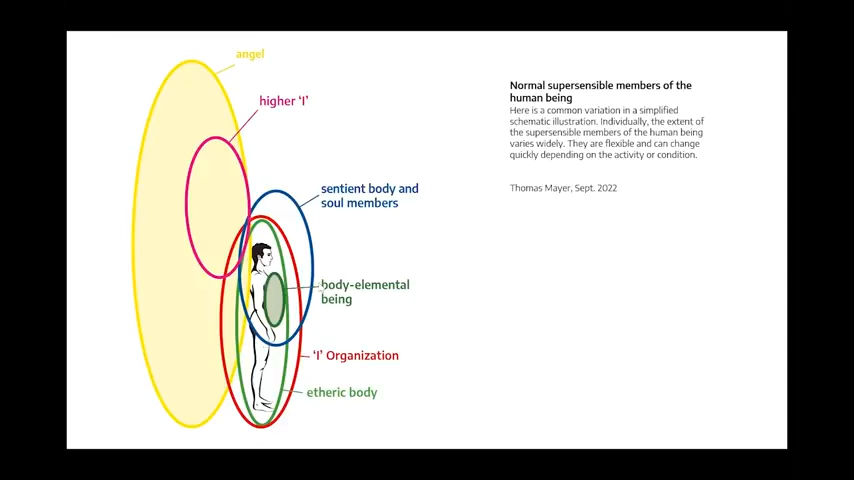 angel
higher ‘I’
sentient body and
soul members
body-elemental
being
‘I’ Organization
etheric body
Normal supersensible members of the
human being
Here is a common variation in a simplified
schematic illustration. Individually, the extent of
the supersensible members of the human being
varies widely. They are flexible and can change
quickly depending on the activity or condition.
Thomas Mayer, Sept. 2022